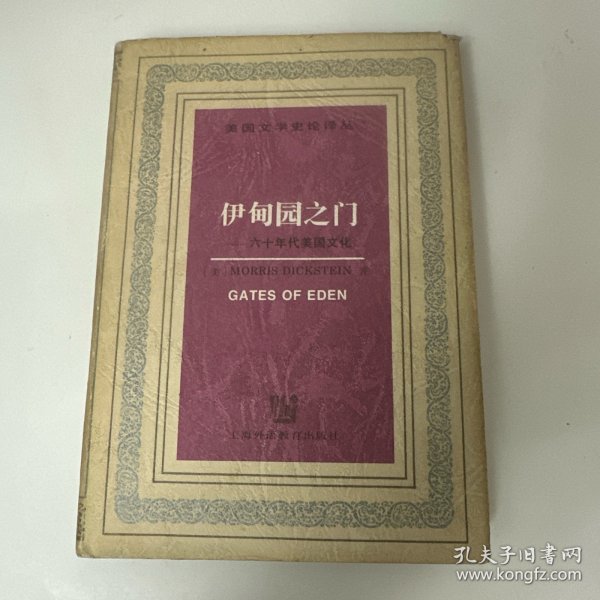 美国文学史论译丛
伊甸园之门
——六十年代美国文化
〔美〕MORRIS DICKSTEIN 著
GATES OF EDEN
上海外语教育出版社
孔夫子旧书网
www.kongfz.com